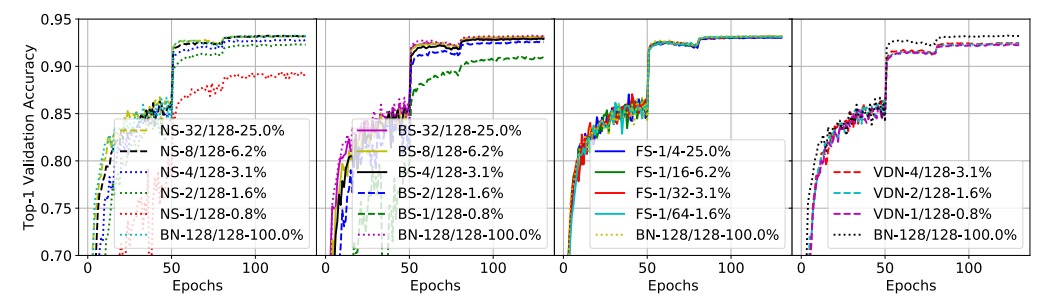 Top-1 Validation Accuracy
0.95
0.90
0.85
0.80
0.75
0.70
NS-32/128-25.0%
NS-8/128-6.2%
NS-4/128-3.1%
NS-2/128-1.6%
NS-1/128-0.8%
BN-128/128-100.0%
0 50 100
Epochs
BS-32/128-25.0%
BS-8/128-6.2%
BS-4/128-3.1%
BS-2/128-1.6%
BS-1/128-0.8%
BN-128/128-100.0%
0 50 100
Epochs
FS-1/4-25.0%
FS-1/16-6.2%
FS-1/32-3.1%
FS-1/64-1.6%
BN-128/128-100.0%
0 50 100
Epochs
VDN-4/128-3.1%
VDN-2/128-1.6%
VDN-1/128-0.8%
BN-128/128-100.0%
0 50 100
Epochs